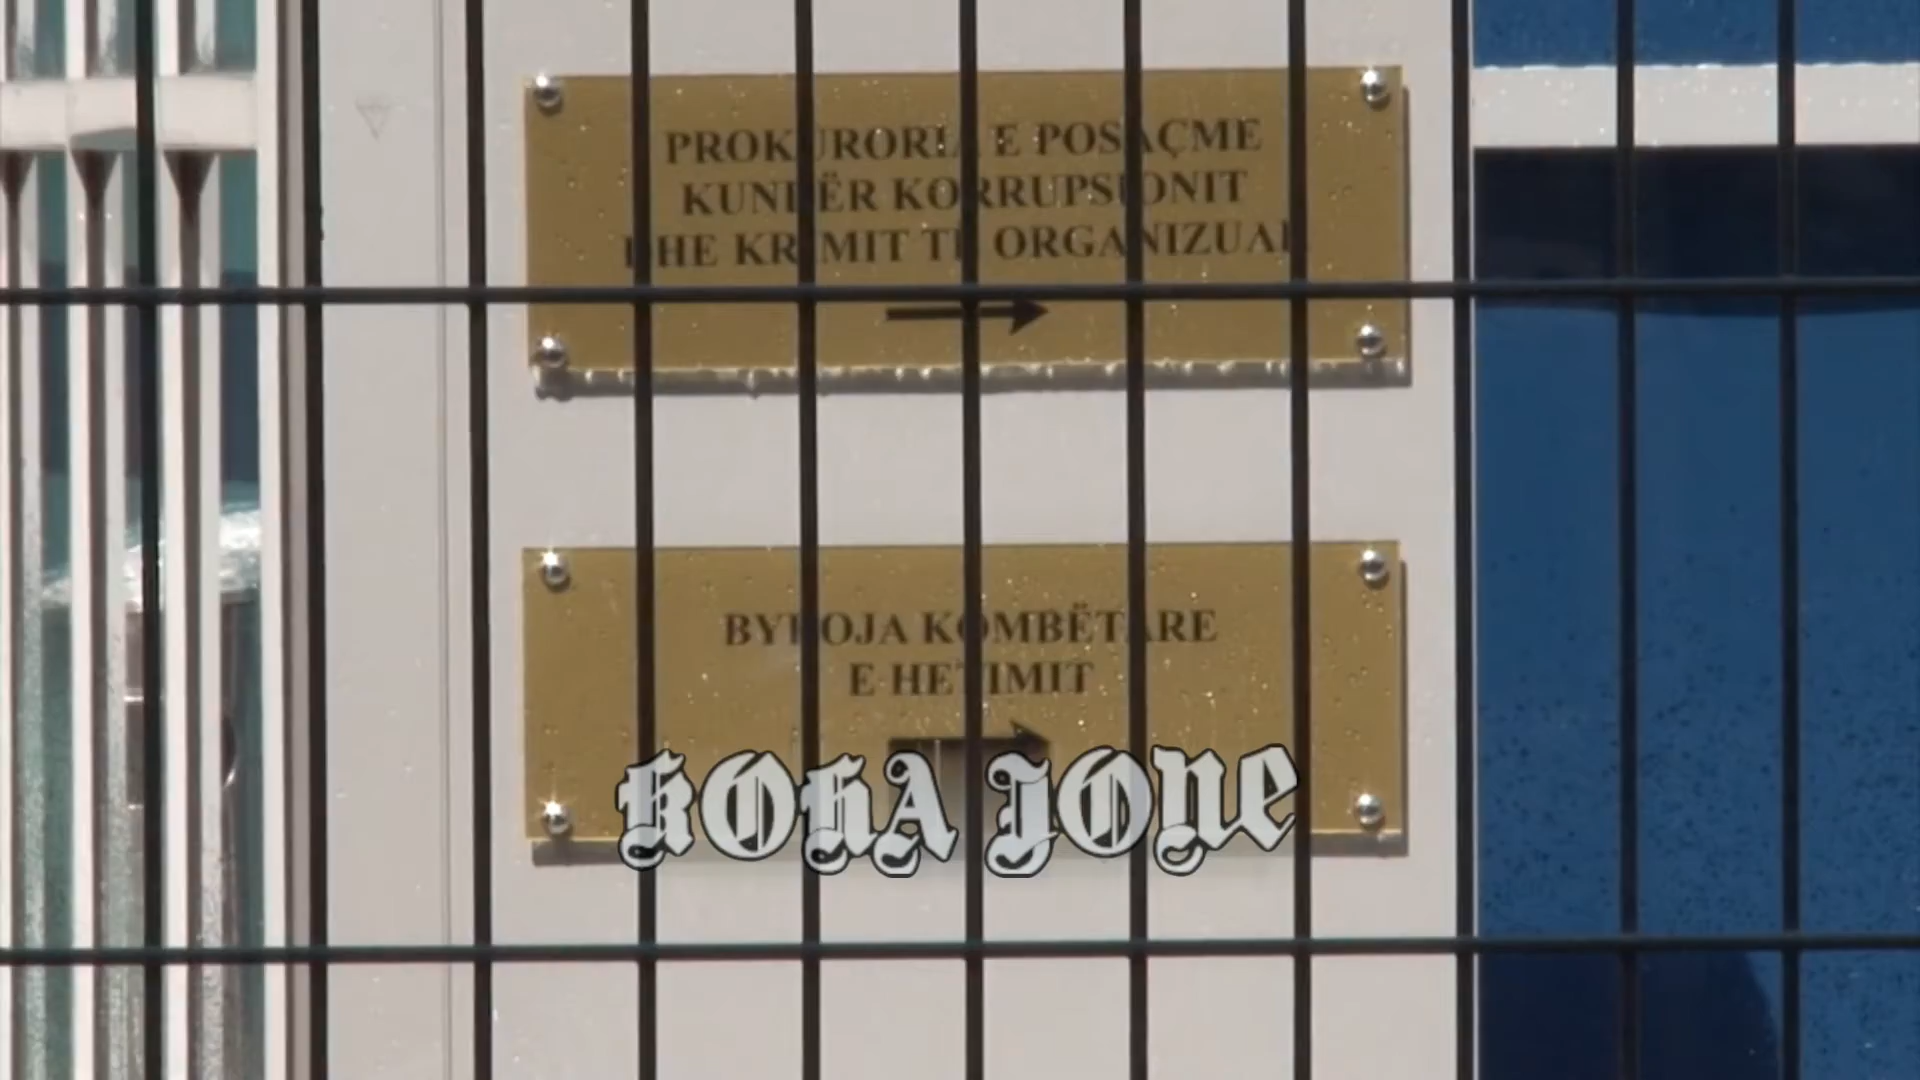 PROKURORIA E POSAÇME
KUNDËR KORRUPSIONIT
DHE KRIMIT TË ORGANIZUAR
BYROJA KOMBËTARE
E HETIMIT
KOHA JONE